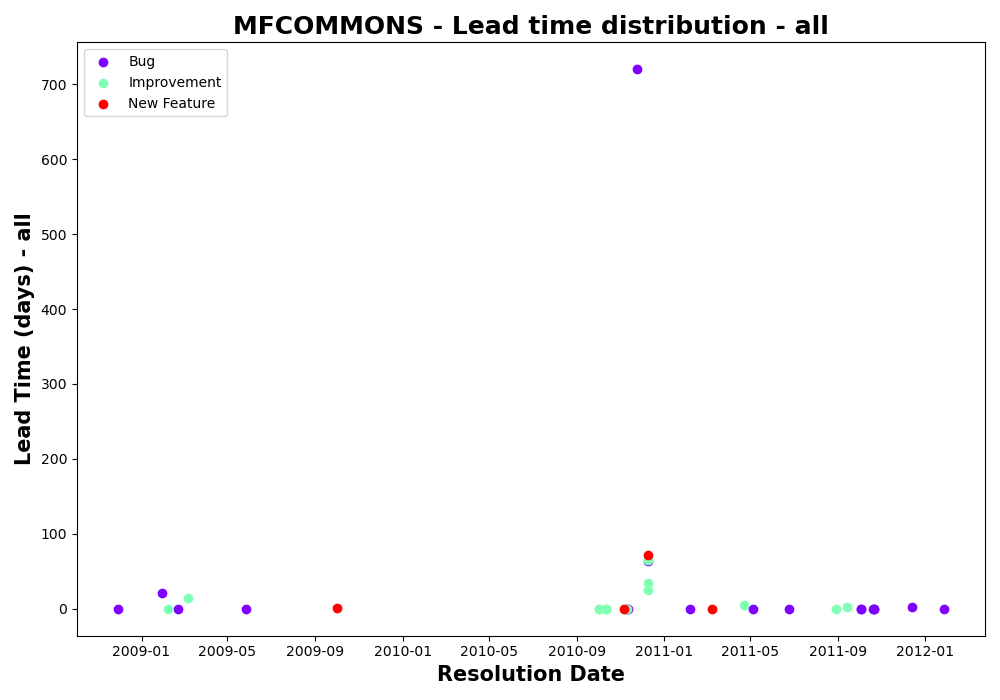 MFCOMMONS - Lead time distribution - all
Bug
Improvement
New Feature
Lead Time (days) - all
700
600
500
400
300
200
100
0
2009-01 2009-05 2009-09 2010-01 2010-05 2010-09 2011-01 2011-05 2011-09 2012-01
Resolution Date